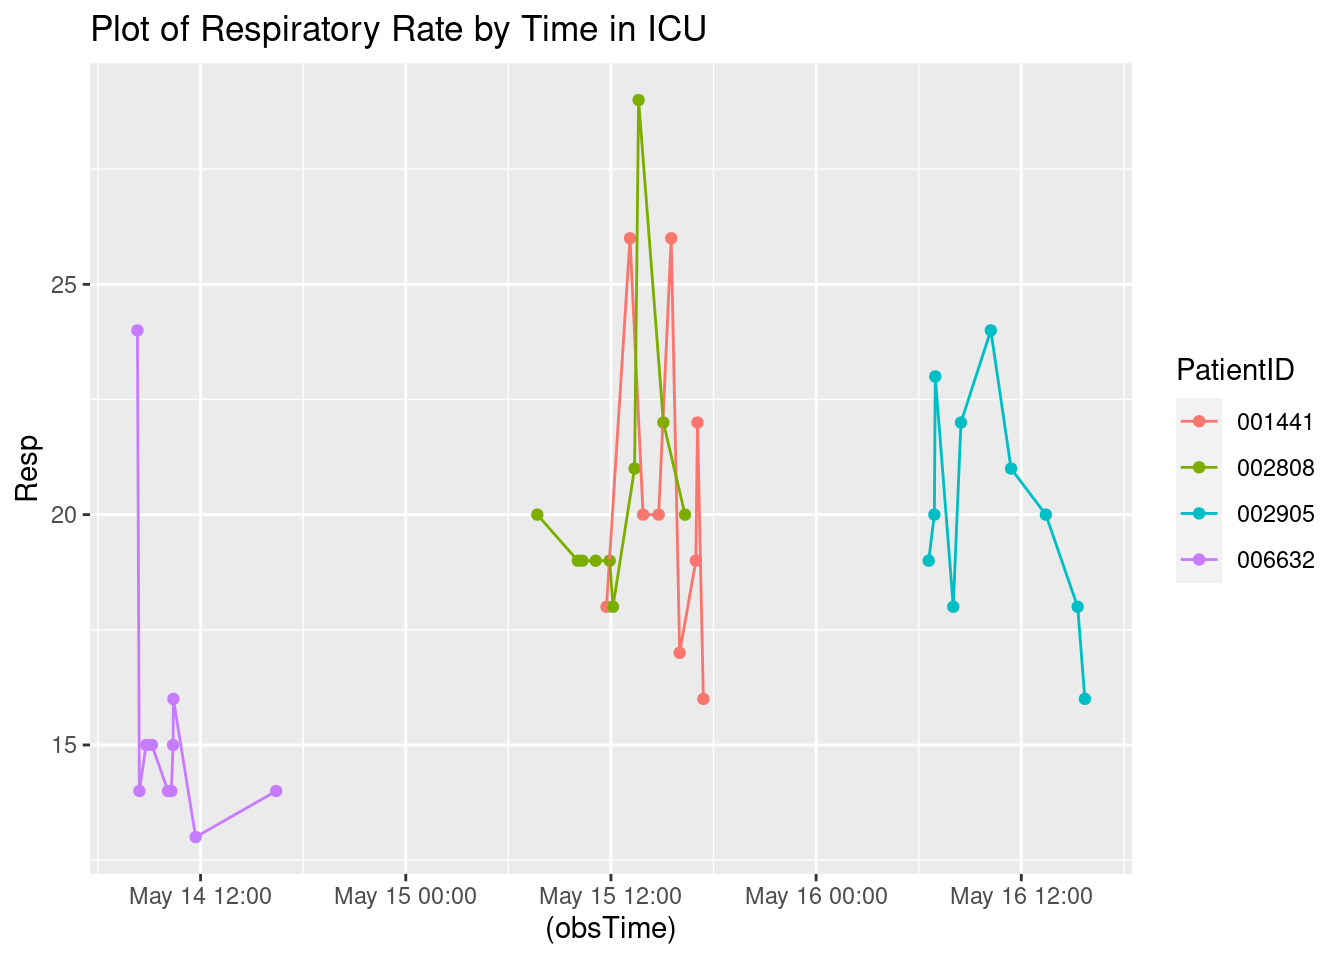 Plot of Respiratory Rate by Time in ICU
25
20
15
Resp
May 14 12:00
May 15 00:00
May 15 12:00
May 16 00:00
May 16 12:00
(obsTime)
PatientID
001441
002808
002905
006632